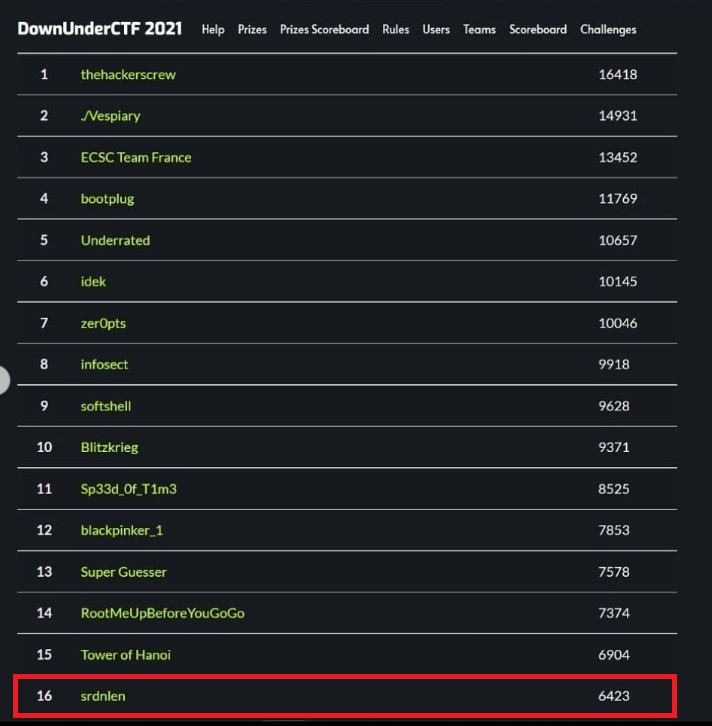 DownUnderCTF 2021 Help Prizes Prizes Scoreboard Rules Users Teams Scoreboard Challenges
1 thehackerscrew 16418
2 ./Vespiary 14931
3 ECSC Team France 13452
4 bootplug 11769
5 Underrated 10657
6 idek 10145
7 zer0pts 10046
8 infosect 9918
9 softshell 9628
10 Blitzkrieg 9371
11 Sp33d_0f_T1m3 8525
12 blackpinker_1 7853
13 Super Guesser 7578
14 RootMeUpBeforeYouGoGo 7374
15 Tower of Hanoi 6904
16 srdnlen 6423